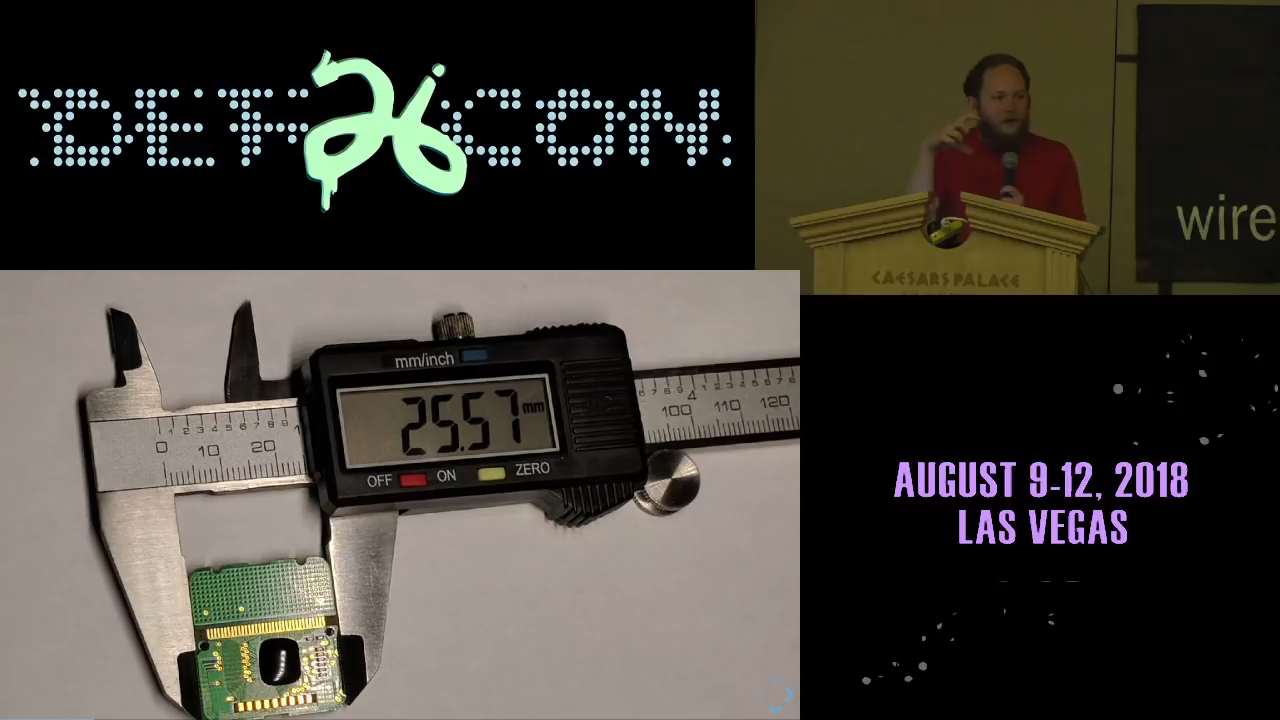 DEF 26 CON
CAESARS PALACE
wire
mm/inch
25.57 mm
OFF
ON
ZERO
0
10
20
4
100
110
120
AUGUST 9-12, 2018
LAS VEGAS